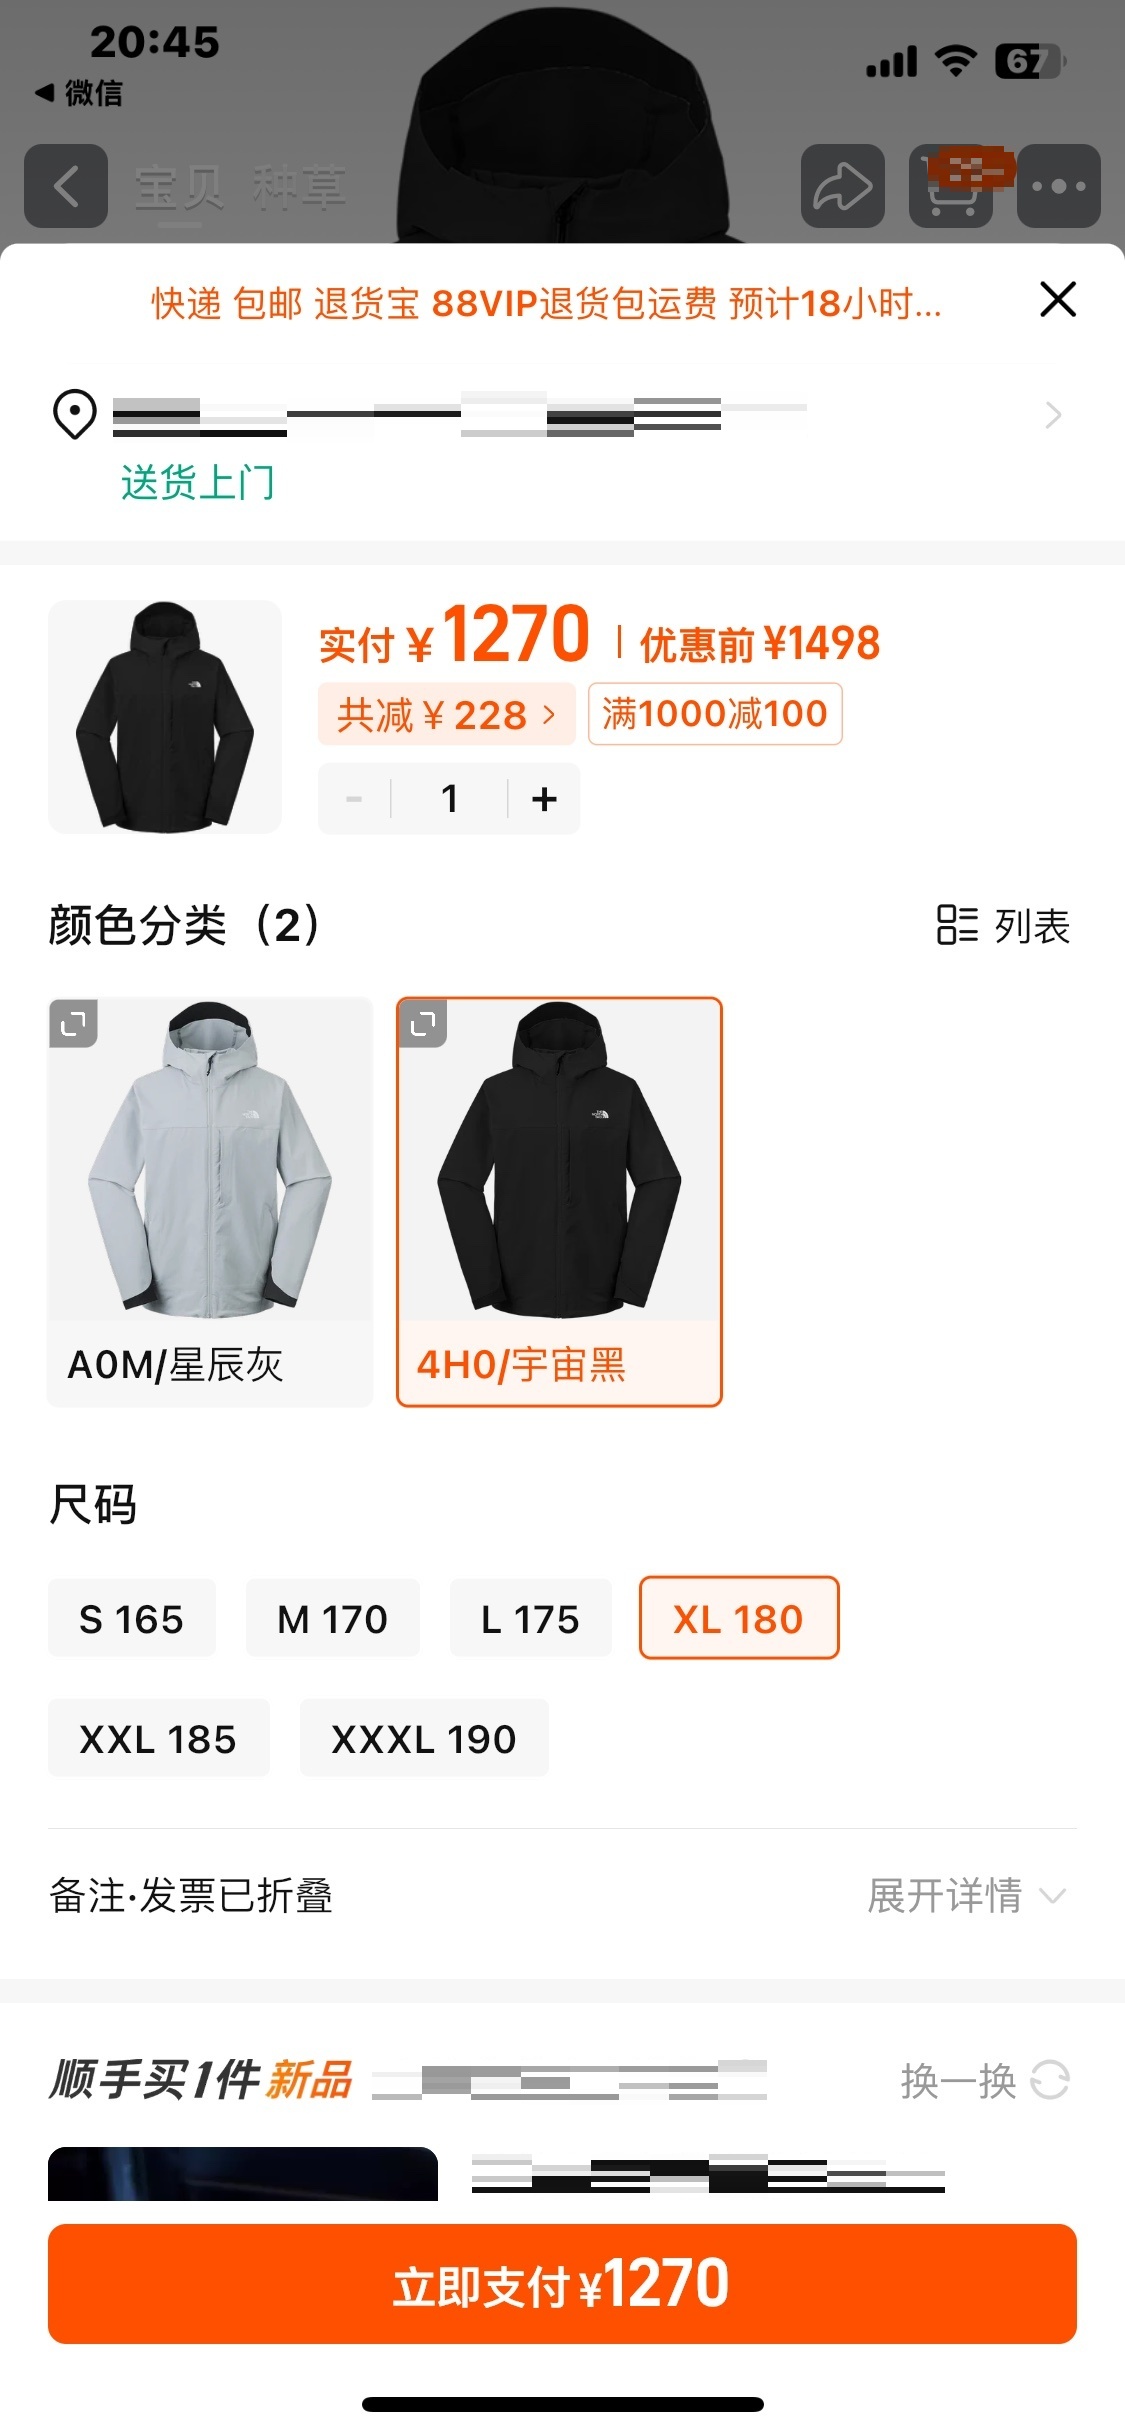 20:45
67
◀ 微信
宝贝 种草
快递 包邮 退货宝 88VIP退货包运费 预计18小时...
送货上门
实付 ¥1270 | 优惠前 ¥1498
共减 ¥ 228 > 满1000减100
- 1 +
颜色分类（2） 列表
A0M/星辰灰 4H0/宇宙黑
尺码
S 165 M 170 L 175 XL 180
XXL 185 XXXL 190
备注·发票已折叠 展开详情
顺手买1件 新品 换一换
立即支付 ¥1270